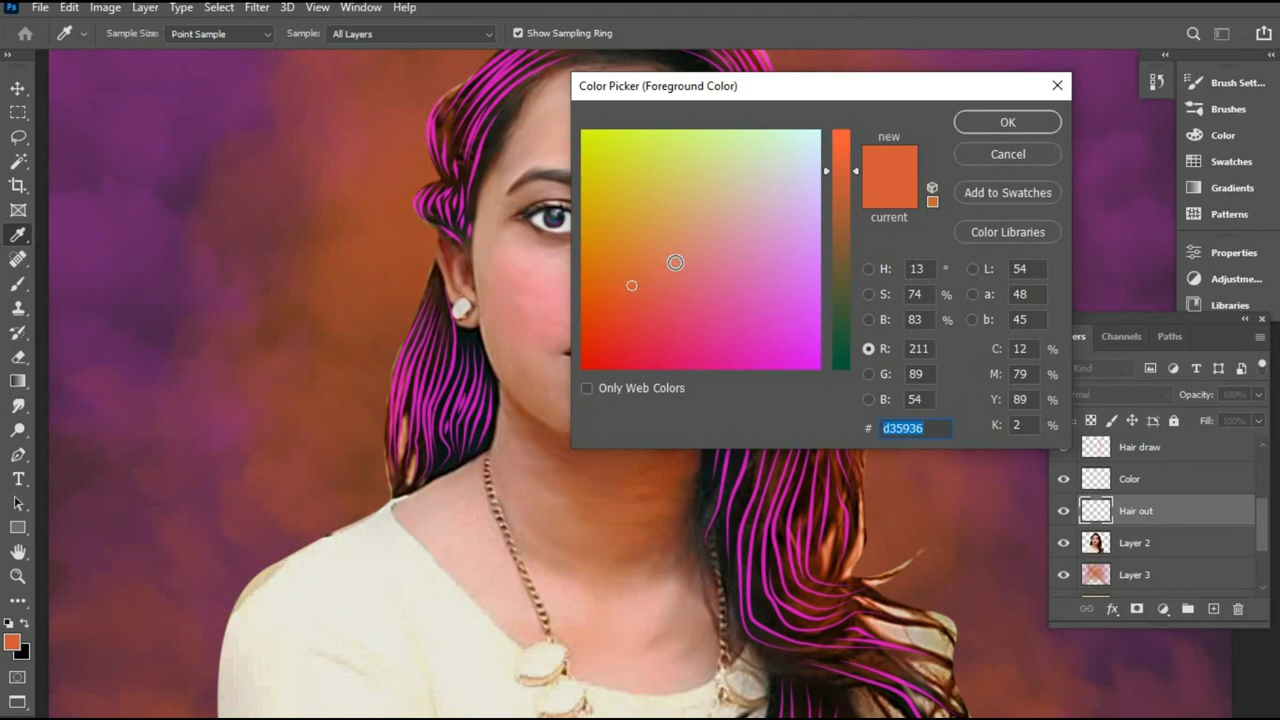 Ps File Edit Image Layer Type Select Filter 3D View Window Help
Sample Size: Point Sample Sample: All Layers Show Sampling Ring
Color Picker (Foreground Color)
new
current
OK
Cancel
Add to Swatches
Color Libraries
H: 13 °
S: 74 %
B: 83 %
R: 211
G: 89
B: 54
# d35936
L: 54
a: 48
b: 45
C: 12 %
M: 79 %
Y: 89 %
K: 2 %
Only Web Colors
Brush Sett...
Brushes
Color
Swatches
Gradients
Patterns
Properties
Adjustme...
Libraries
ers Channels Paths
Kind
mal Opacity: 100%
Fill: 100%
Hair draw
Color
Hair out
Layer 2
Layer 3
fx